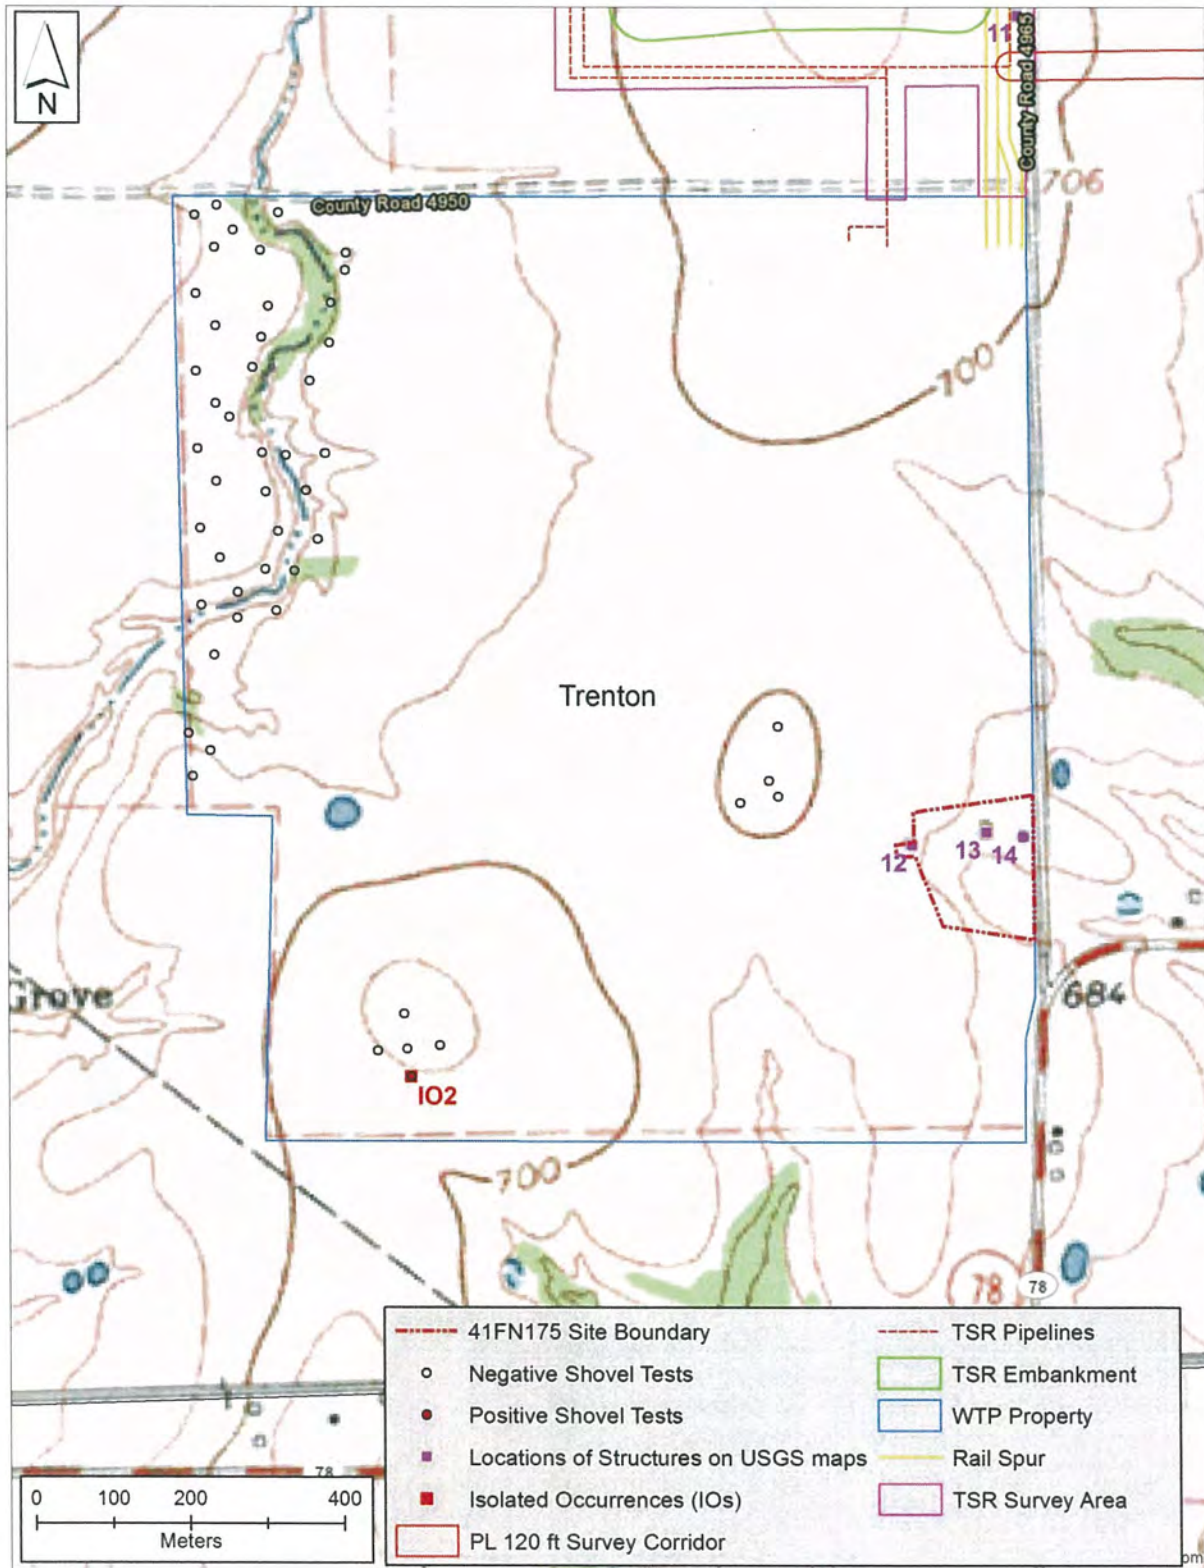 N
11
County Road 4965
County Road 4950
706
700
Trenton
12
13
14
Grove
684
IO2
700
78
78
41FN175 Site Boundary
Negative Shovel Tests
Positive Shovel Tests
Locations of Structures on USGS maps
Isolated Occurrences (IOs)
PL 120 ft Survey Corridor
TSR Pipelines
TSR Embankment
WTP Property
Rail Spur
TSR Survey Area
78
0 100 200 400
Meters